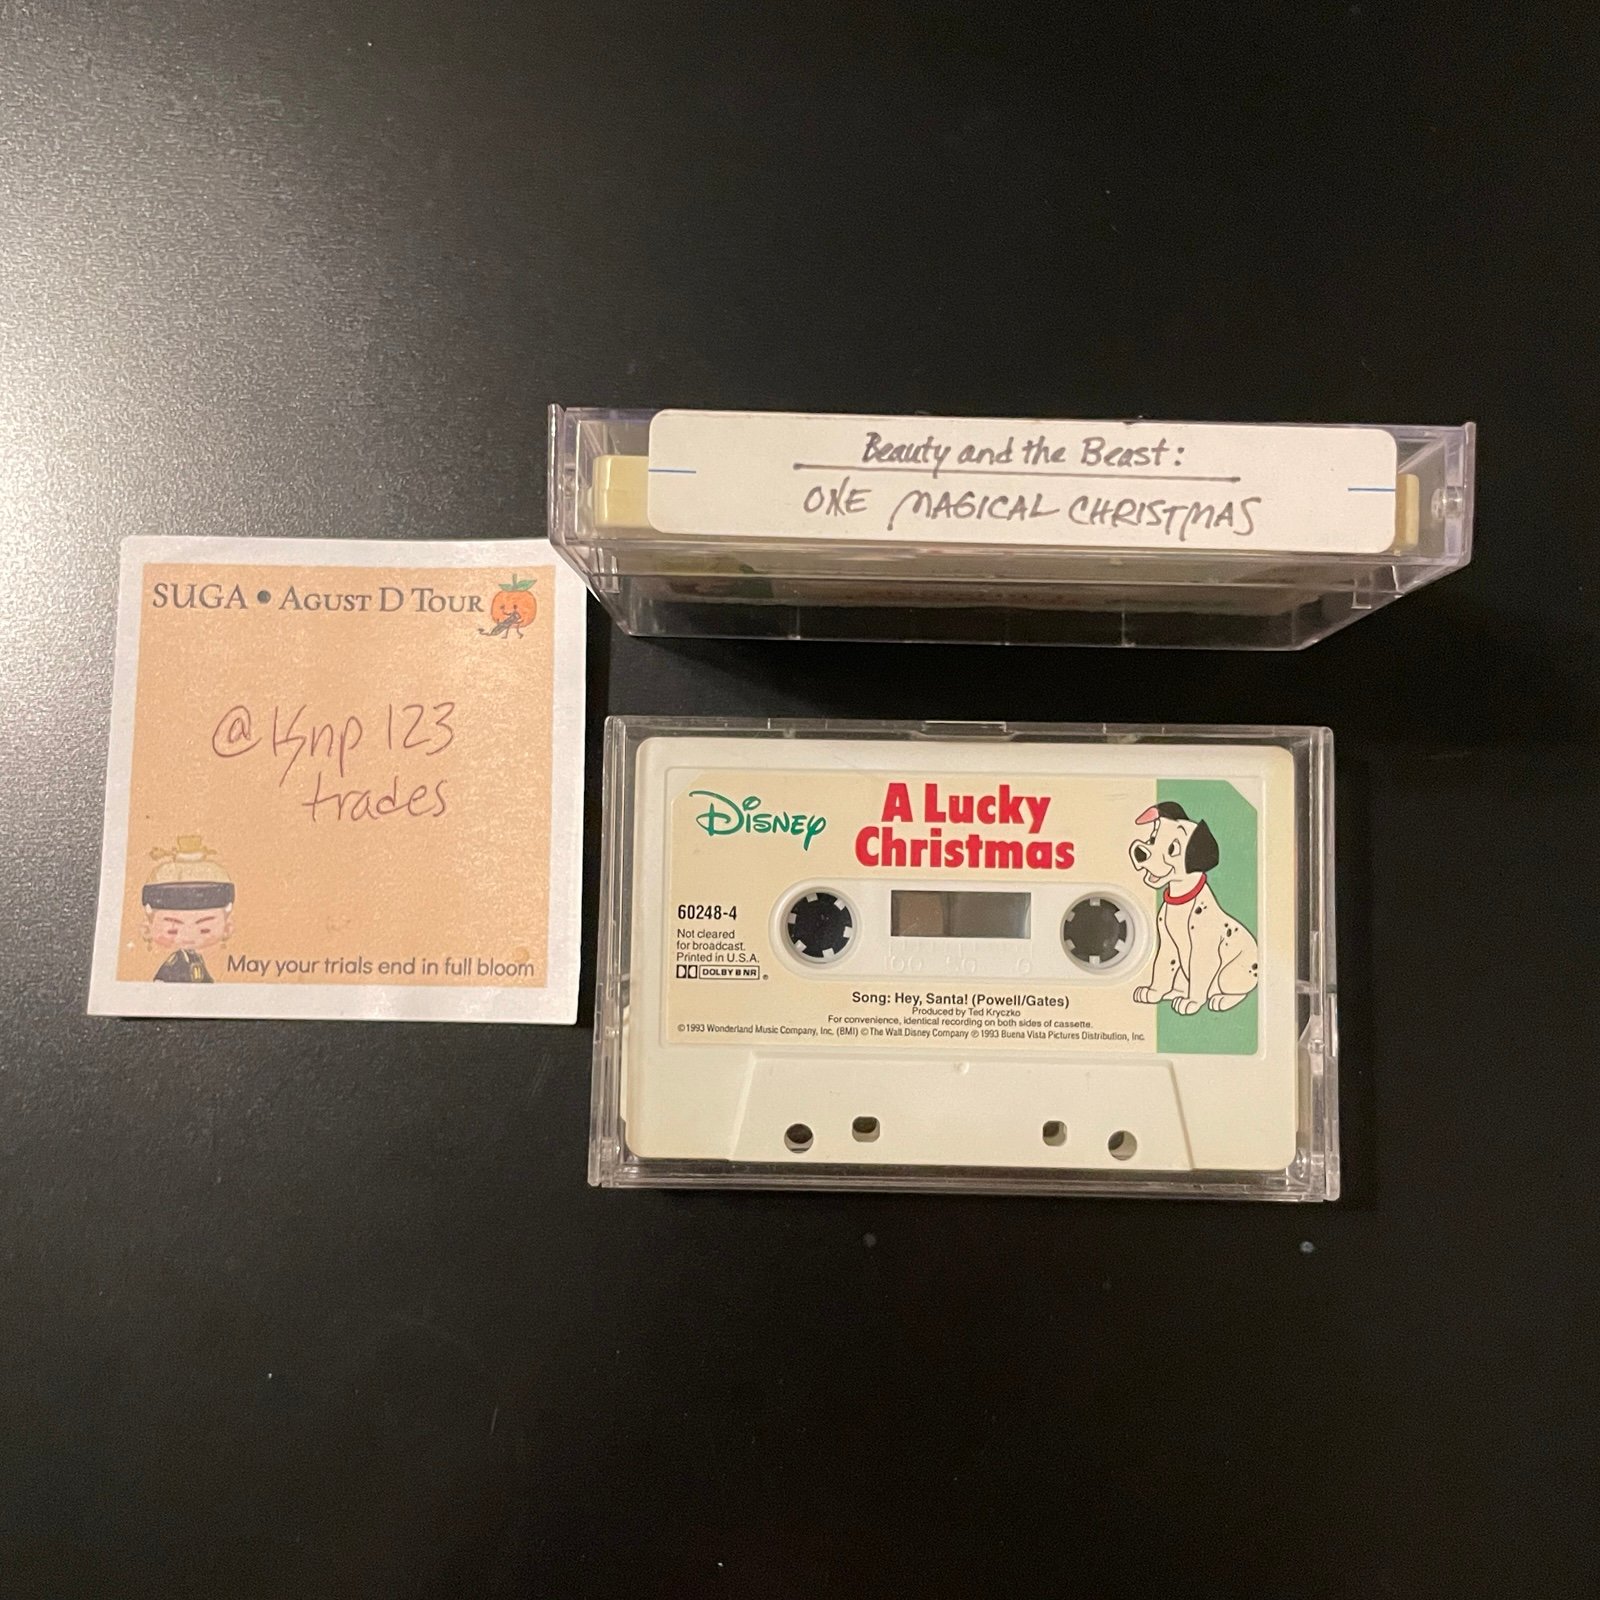 Beauty and the Beast:
ONE MAGICAL CHRISTMAS
SUGA • AGUST D TOUR
@Ksnp 123
trades
May your trials end in full bloom
Disney
A Lucky
Christmas
60248-4
Not cleared
for broadcast.
Printed in U.S.A.
DOLBY B NR
100 50 0
Song: Hey, Santa! (Powell/Gates)
Produced by Ted Kryczko
For convenience, identical recording on both sides of cassette.
©1993 Wonderland Music Company, Inc. (BMI) © The Walt Disney Company ℗ 1993 Buena Vista Pictures Distribution, Inc.